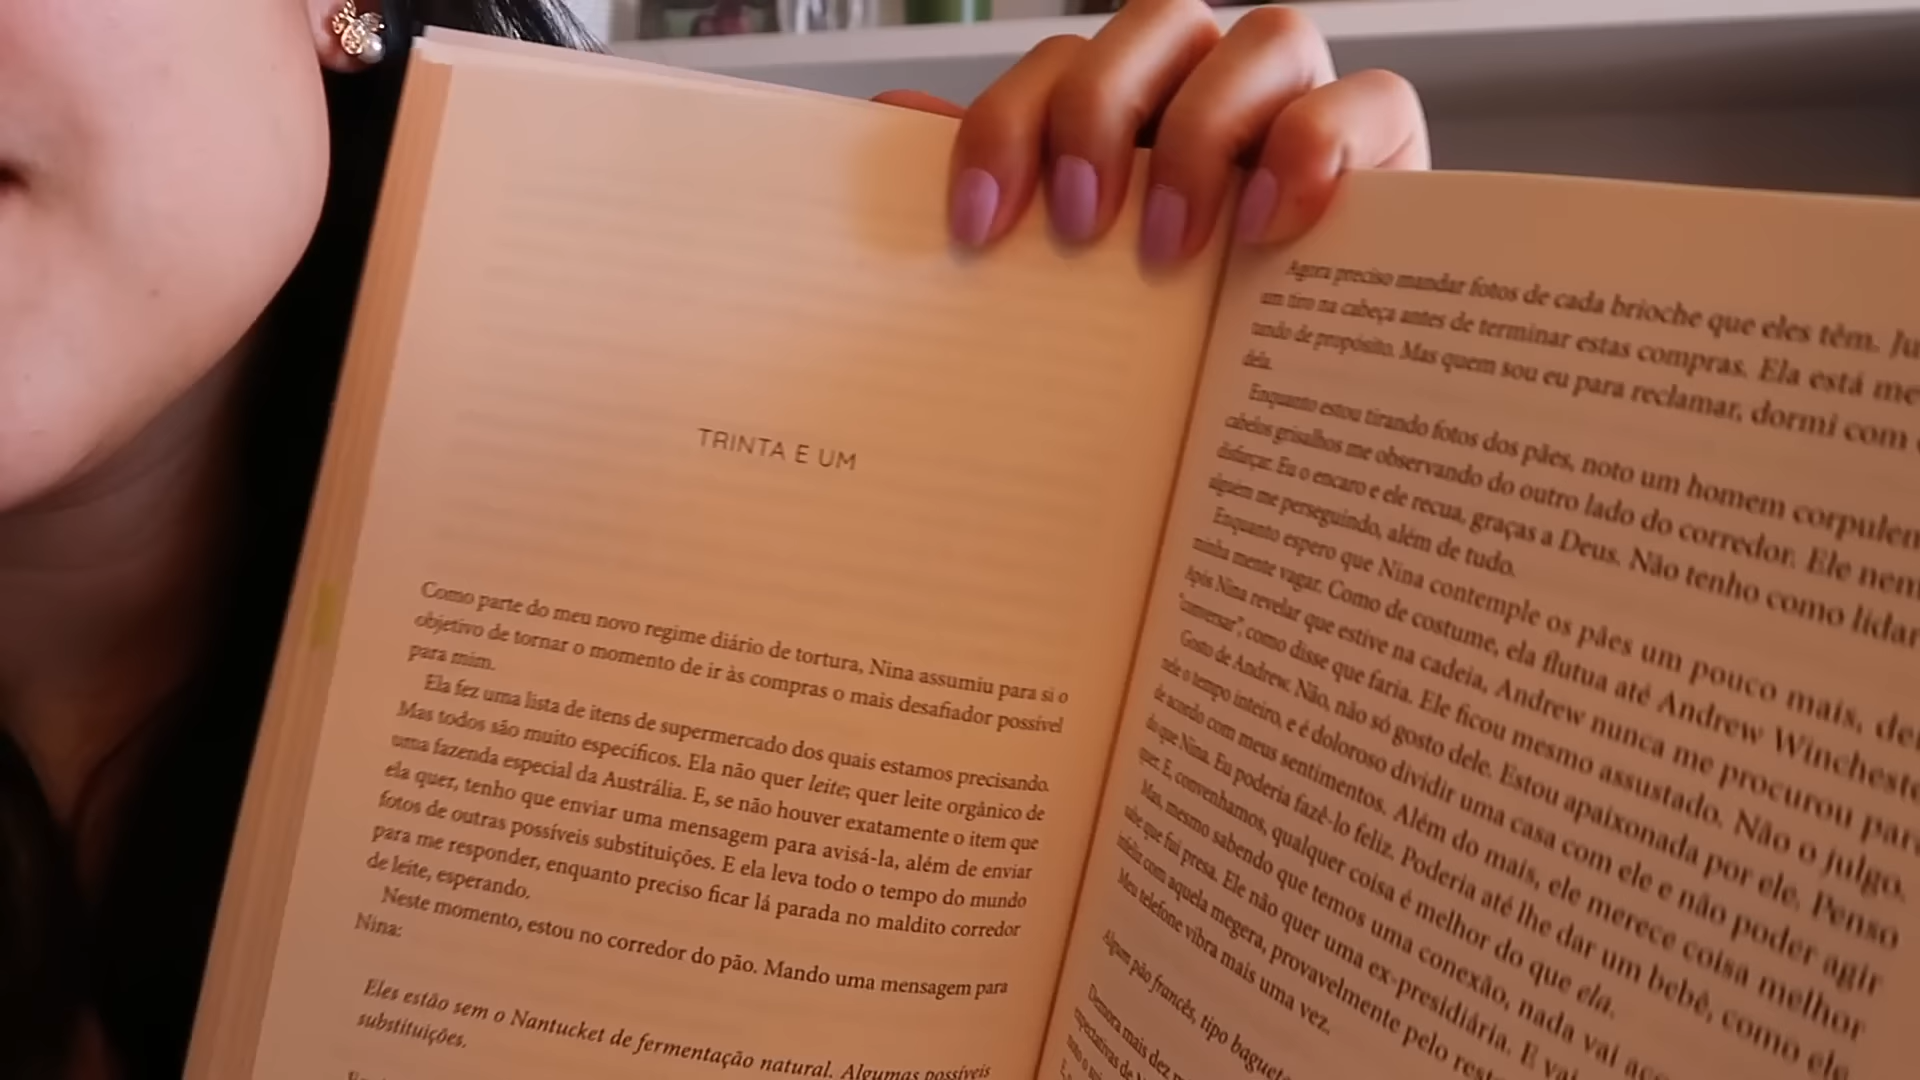 TRINTA E UM
Como parte do meu novo regime diário de tortura, Nina assumiu para si o
objetivo de tornar o momento de ir às compras o mais desafiador possível
para mim.
Ela fez uma lista de itens de supermercado dos quais estamos precisando.
Mas todos são muito específicos. Ela não quer leite; quer leite orgânico de
uma fazenda especial da Austrália. E, se não houver exatamente o item que
ela quer, tenho que enviar uma mensagem para avisá-la, além de enviar
fotos de outras possíveis substituições. E ela leva todo o tempo do mundo
para me responder, enquanto preciso ficar lá parada no maldito corredor
de leite, esperando.
Neste momento, estou no corredor do pão. Mando uma mensagem para
Nina:
Eles estão sem o Nantucket de fermentação natural. Algumas possíveis
substituições.
Agora preciso mandar fotos de cada brioche que eles têm. Ju
um tiro na cabeça antes de terminar estas compras. Ela está me
tando de propósito. Mas quem sou eu para reclamar, dormi com
dela.
Enquanto estou tirando fotos dos pães, noto um homem corpulen
cabelos grisalhos me observando do outro lado do corredor. Ele nem
disfarçar. Eu o encaro e ele recua, graças a Deus. Não tenho como lidar
alguém me perseguindo, além de tudo.
Enquanto espero que Nina contemple os pães um pouco mais, dei
minha mente vagar. Como de costume, ela flutua até Andrew Wincheste
Após Nina revelar que estive na cadeia, Andrew nunca me procurou para
"conversar", como disse que faria. Ele ficou mesmo assustado. Não o julgo.
Gosto de Andrew. Não, não só gosto dele. Estou apaixonada por ele. Penso
nele o tempo inteiro, e é doloroso dividir uma casa com ele e não poder agir
de acordo com meus sentimentos. Além do mais, ele merece coisa melhor
do que Nina. Eu poderia fazê-lo feliz. Poderia até lhe dar um bebê, como ele
quer. E, convenhamos, qualquer coisa é melhor do que ela.
Mas, mesmo sabendo que temos uma conexão, nada vai aco
sabe que fui presa. Ele não quer uma ex-presidiária. E vai
infeliz com aquela megera, provavelmente pelo rest
Meu telefone vibra mais uma vez.
Algum pão francês, tipo baguete
Demora mais dez
expectativas de